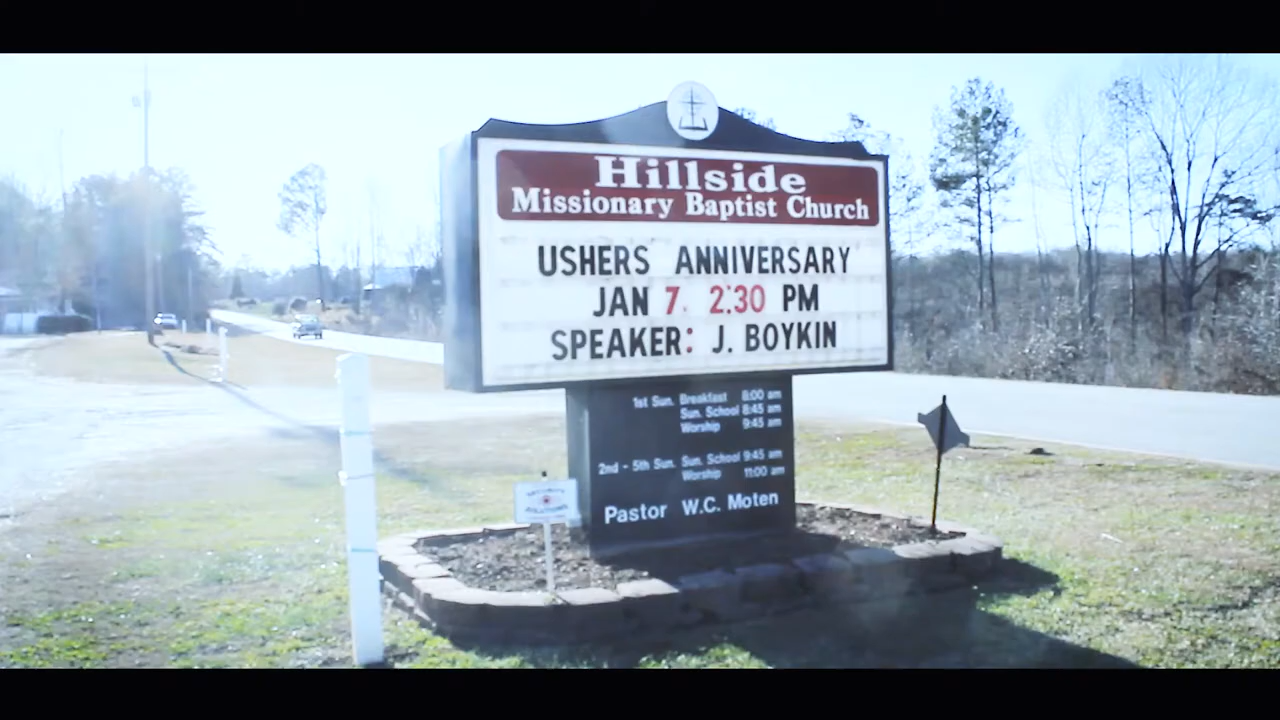 Hillside
Missionary Baptist Church
USHERS ANNIVERSARY
JAN 7. 2:30 PM
SPEAKER: J. BOYKIN
1st Sun. Breakfast 8:00 am
Sun. School 8:45 am
Worship 9:45 am
2nd - 5th Sun. Sun. School 9:45 am
Worship 11:00 am
Pastor W.C. Moten